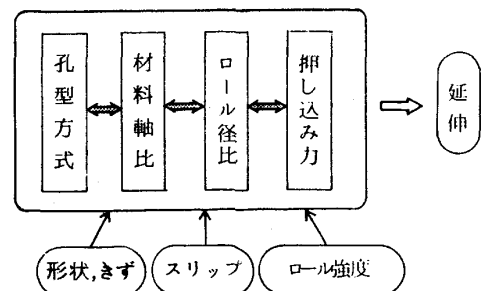 孔型方式
材料軸比
ロール径比
押し込み力
延伸
形状,きず
スリップ
ロール強度